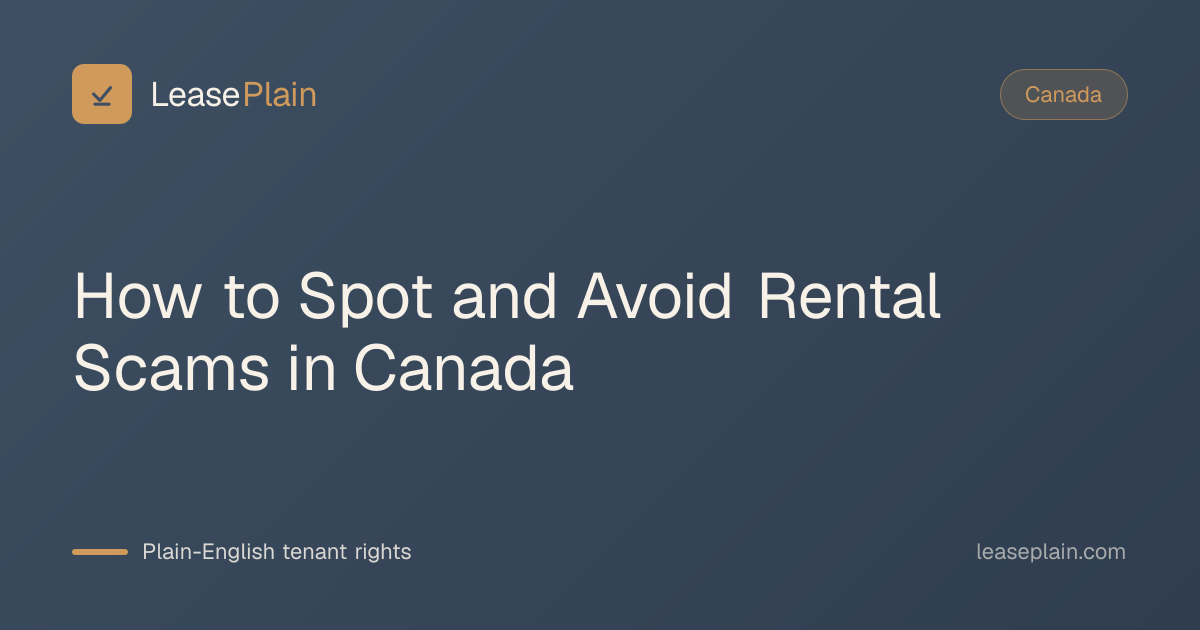 LeasePlain
Canada
How to Spot and Avoid Rental
Scams in Canada
Plain-English tenant rights
leaseplain.com